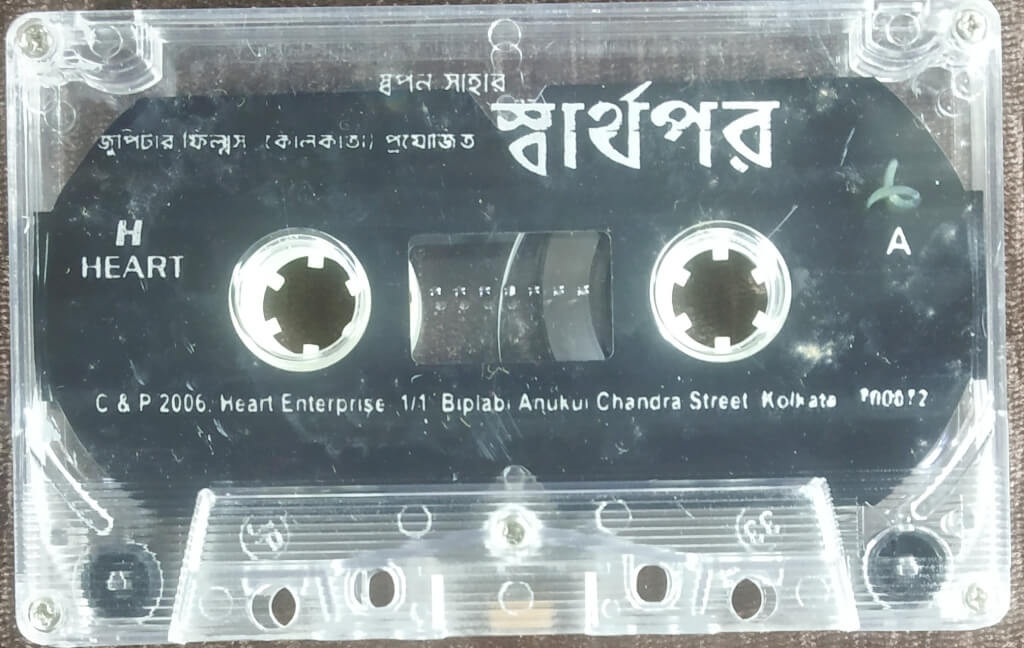 স্বপন সাহার
স্বার্থপর
জুপিটার ফিল্মস (কোলকাতা) প্রযোজিত
H
HEART
A
C & P 2006. Heart Enterprise 1/1 Biplabi Anukul Chandra Street Kolkata